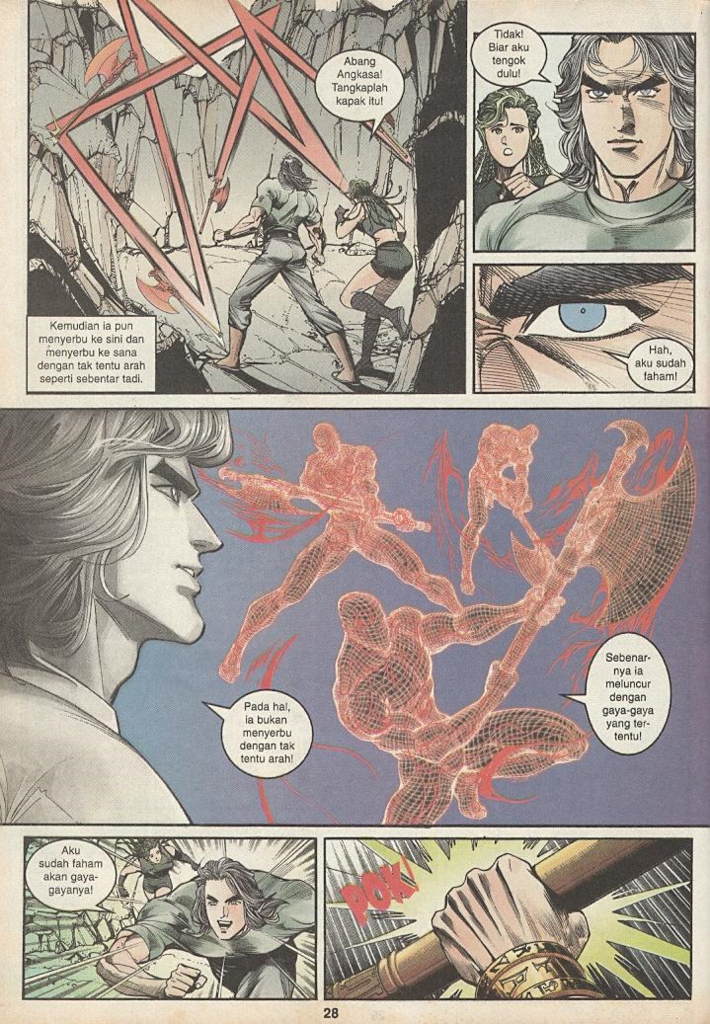 Abang
Angkasa!
Tangkaplah
kapak itu!
Kemudian ia pun
menyerbu ke sini dan
menyerbu ke sana
dengan tak tentu arah
seperti sebentar tadi.
Tidak!
Biar aku
tengok
dulu!
Hah,
aku sudah
faham!
Pada hal,
ia bukan
menyerbu
dengan tak
tentu arah!
Sebenar-
nya ia
meluncur
dengan
gaya-gaya
yang ter-
tentu!
Aku
sudah faham
akan gaya-
gayanya!
POK!
28